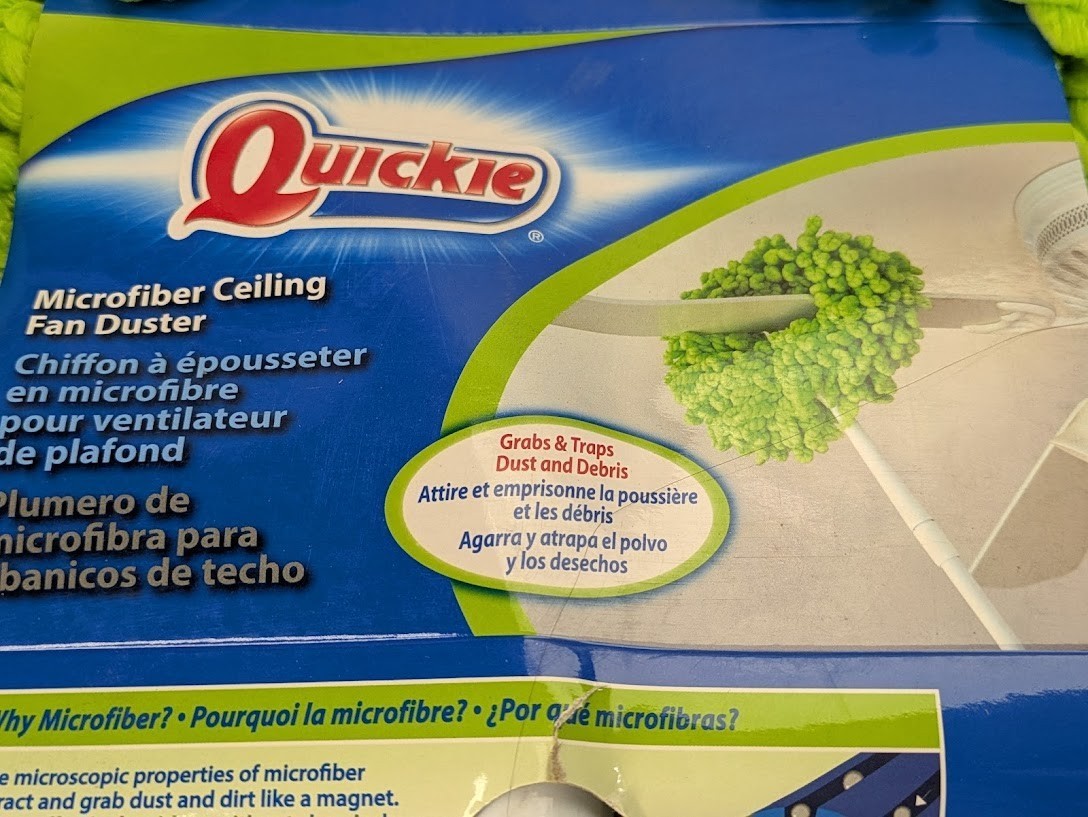 Quickie
®
Microfiber Ceiling
Fan Duster
Chiffon à épousseter
en microfibre
pour ventilateur
de plafond
Plumero de
microfibra para
abanicos de techo
Grabs & Traps
Dust and Debris
Attire et emprisonne la poussière
et les débris
Agarra y atrapa el polvo
y los desechos
Why Microfiber? • Pourquoi la microfibre? • ¿Por qué microfibras?
microscopic properties of microfiber
and grab dust and dirt like a magnet.